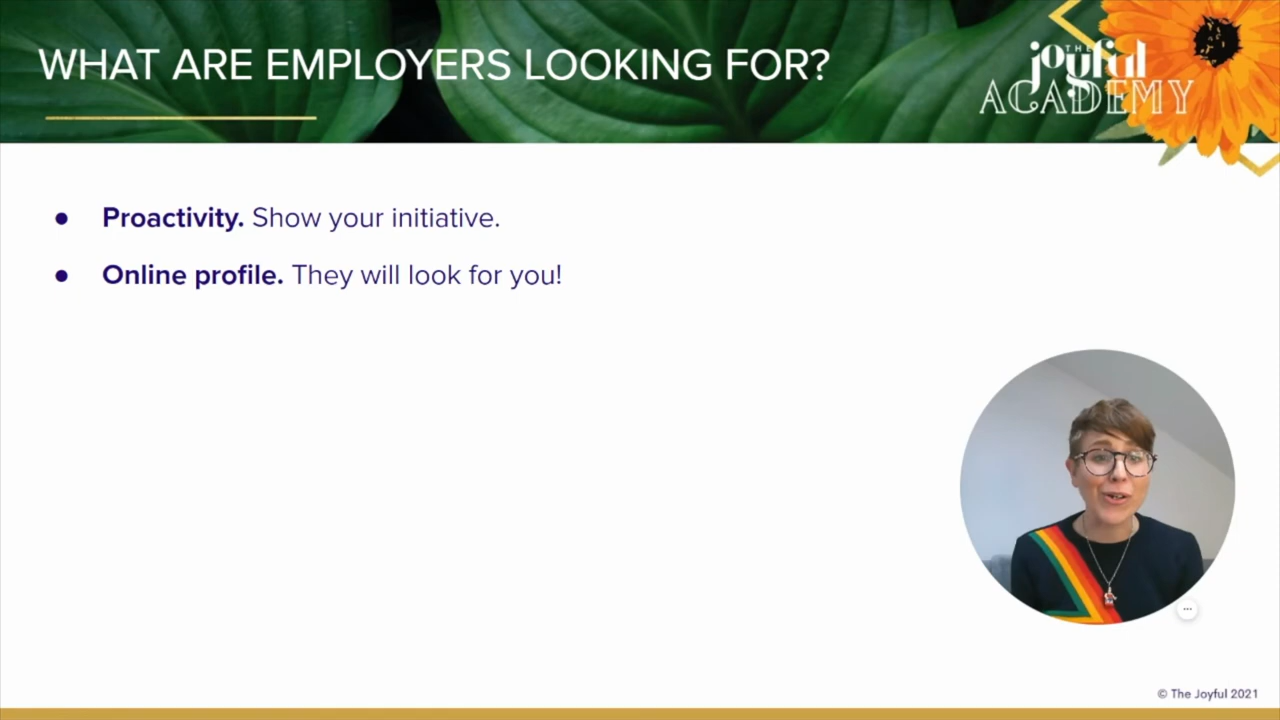 WHAT ARE EMPLOYERS LOOKING FOR?
THE
joyful
ACADEMY
● Proactivity. Show your initiative.
● Online profile. They will look for you!
© The Joyful 2021